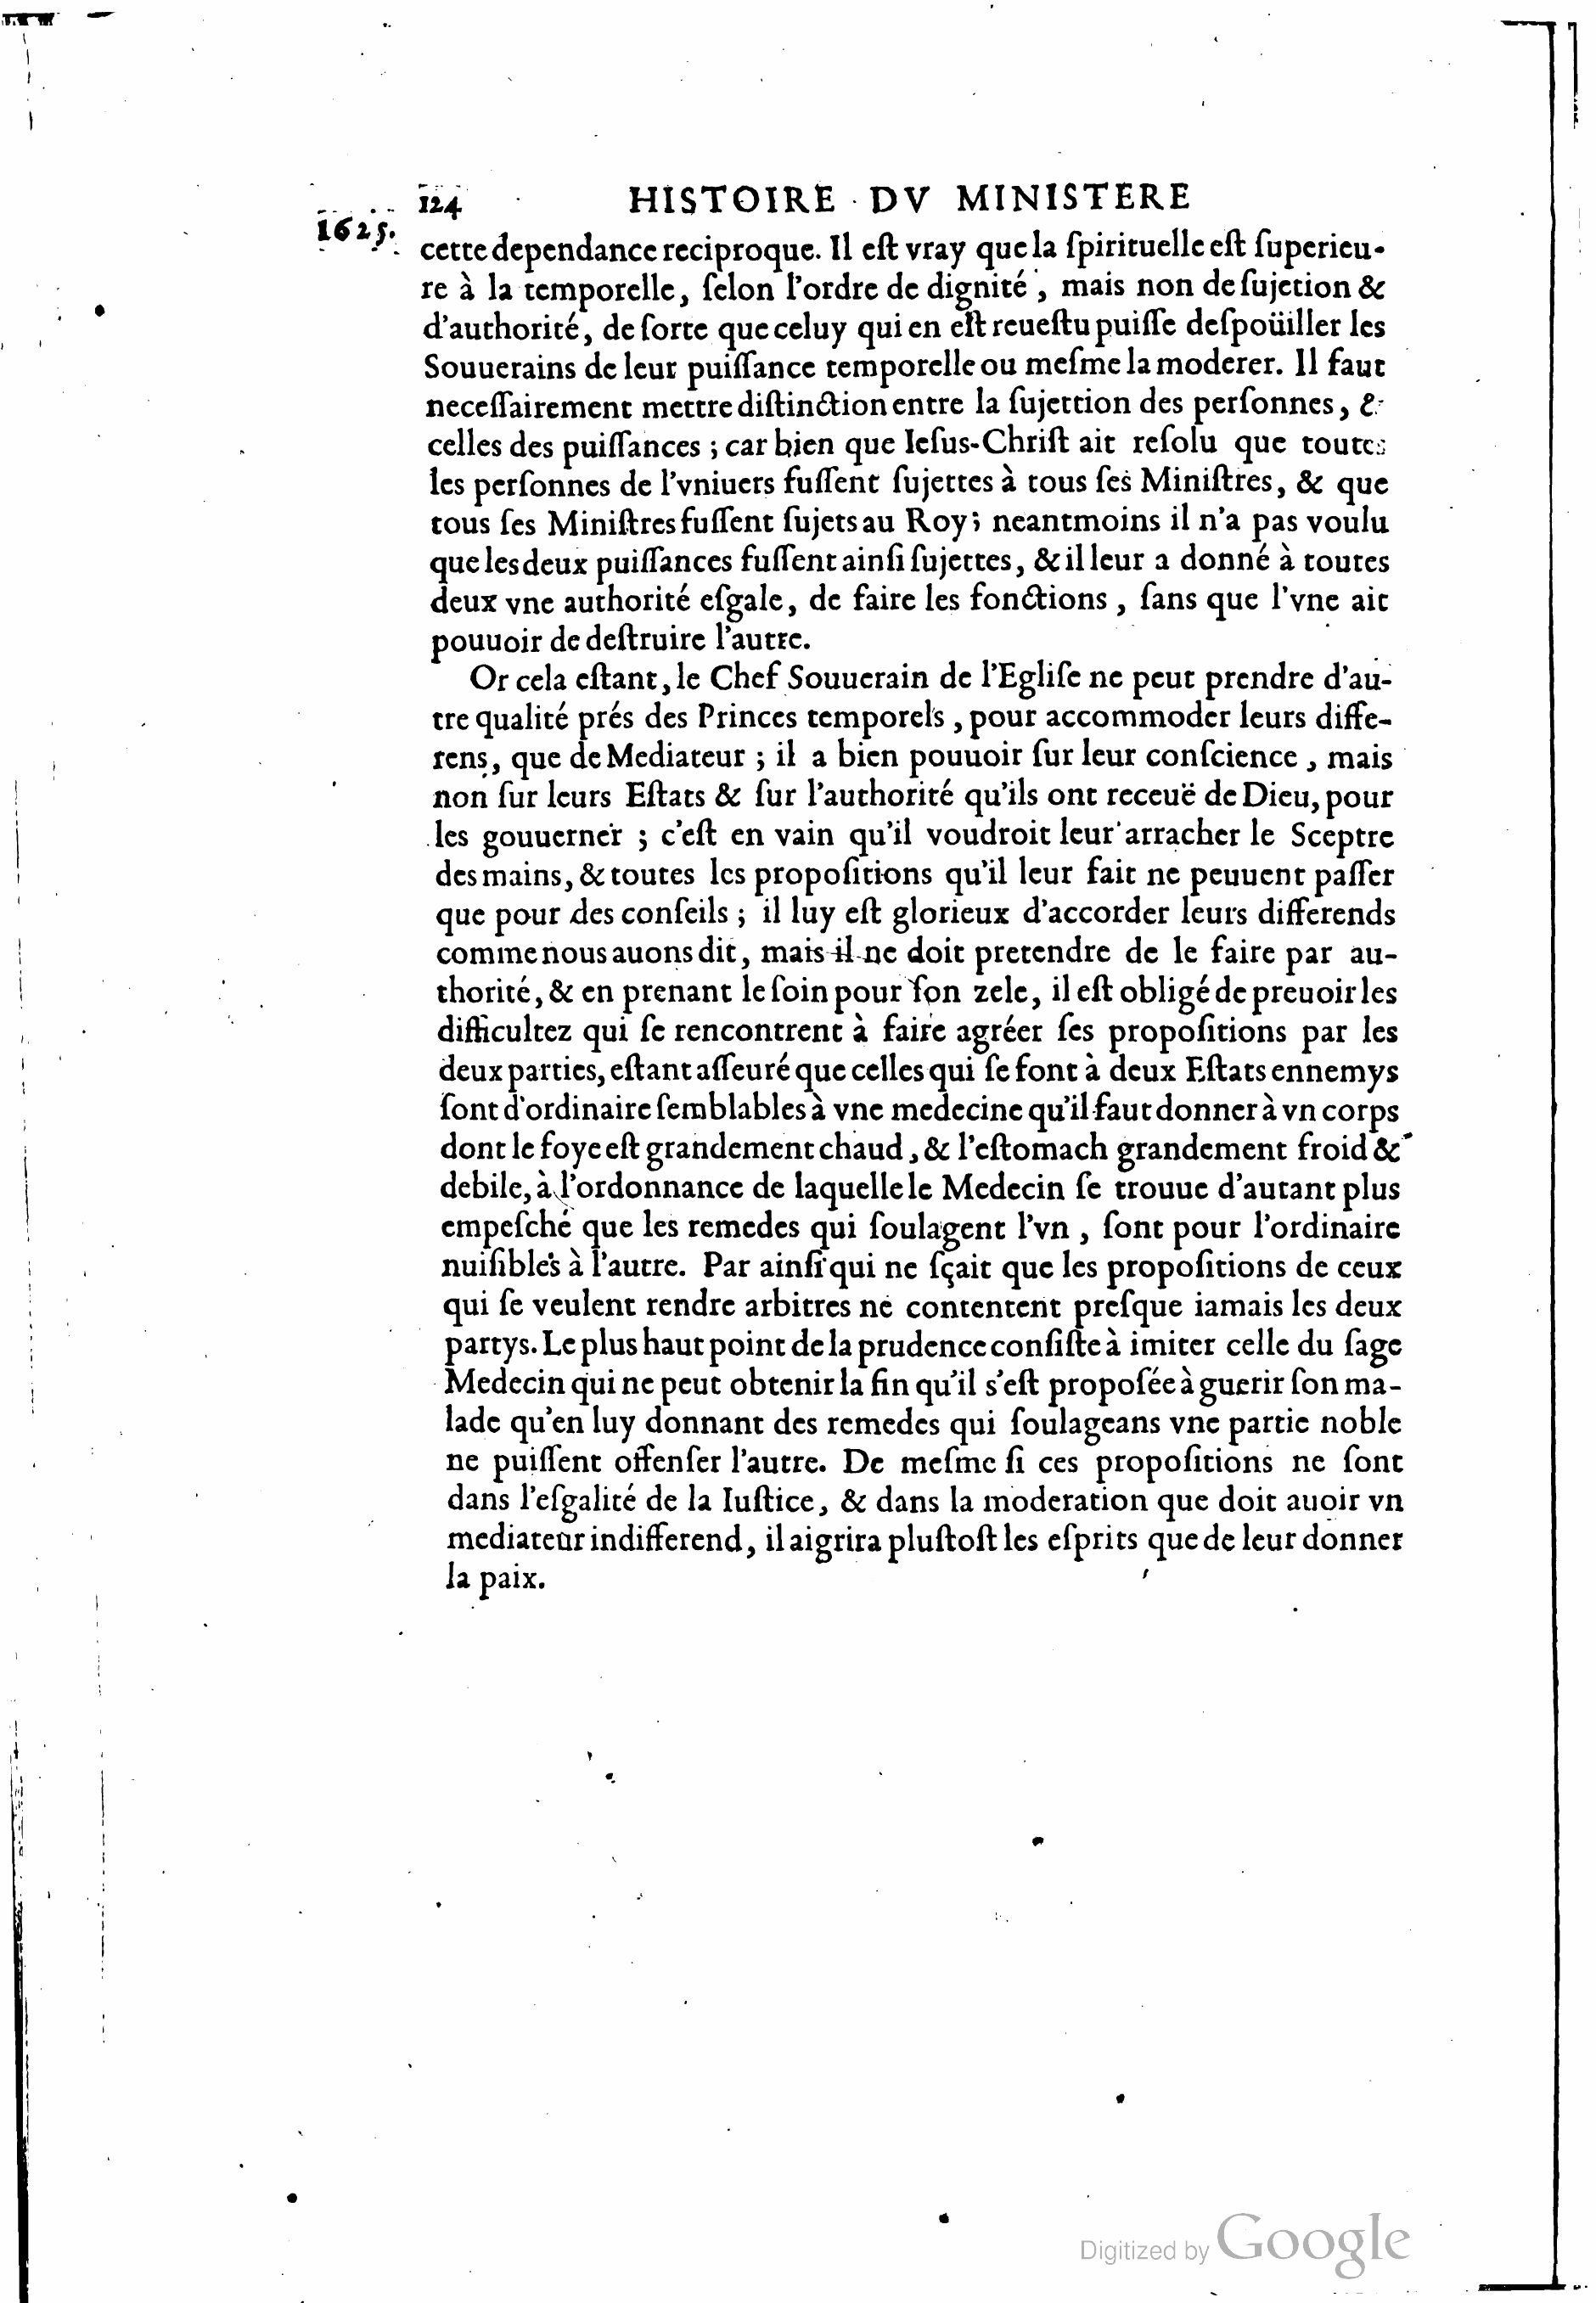 124 HISTOIRE DV MINISTERE
1625.
cette dependance reciproque. Il eſt vray que la ſpirituelle eſt ſuperieu-
re à la temporelle, ſelon l'ordre de dignité, mais non de ſujetion &
d'authorité, de ſorte que celuy qui en eſt reueſtu puiſſe deſpoüiller les
Souuerains de leur puiſſance temporelle ou meſme la moderer. Il faut
neceſſairement mettre diſtinction entre la ſujettion des perſonnes, &
celles des puiſſances ; car bien que Ieſus-Chriſt ait reſolu que toutes
les perſonnes de l'vniuers fuſſent ſujettes à tous ſes Miniſtres, & que
tous ſes Miniſtres fuſſent ſujets au Roy; neantmoins il n'a pas voulu
que les deux puiſſances fuſſent ainſi ſujettes, & il leur a donné à toutes
deux vne authorité eſgale, de faire les fonctions, ſans que l'vne ait
pouuoir de deſtruire l'autre.
Or cela eſtant, le Chef Souuerain de l'Egliſe ne peut prendre d'au-
tre qualité prés des Princes temporels, pour accommoder leurs diffe-
rens, que de Mediateur ; il a bien pouuoir ſur leur conſcience, mais
non ſur leurs Eſtats & ſur l'authorité qu'ils ont receuë de Dieu, pour
les gouuerner ; c'eſt en vain qu'il voudroit leur arracher le Sceptre
des mains, & toutes les propoſitions qu'il leur fait ne peuuent paſſer
que pour des conſeils ; il luy eſt glorieux d'accorder leurs differends
comme nous auons dit, mais il ne doit pretendre de le faire par au-
thorité, & en prenant le ſoin pour ſon zele, il eſt obligé de preuoir les
difficultez qui ſe rencontrent à faire agréer ſes propoſitions par les
deux parties, eſtant aſſeuré que celles qui ſe font à deux Eſtats ennemys
ſont d'ordinaire ſemblables à vne medecine qu'il faut donner à vn corps
dont le foye eſt grandement chaud, & l'eſtomach grandement froid &
debile, à l'ordonnance de laquelle le Medecin ſe trouue d'autant plus
empeſché que les remedes qui ſoulagent l'vn, ſont pour l'ordinaire
nuiſibles à l'autre. Par ainſi qui ne ſçait que les propoſitions de ceux
qui ſe veulent rendre arbitres ne contentent preſque iamais les deux
partys. Le plus haut point de la prudence conſiſte à imiter celle du ſage
Medecin qui ne peut obtenir la fin qu'il s'eſt propoſée à guerir ſon ma-
lade qu'en luy donnant des remedes qui ſoulageans vne partie noble
ne puiſſent offenſer l'autre. De meſme ſi ces propoſitions ne ſont
dans l'eſgalité de la Iuſtice, & dans la moderation que doit auoir vn
mediateur indifferend, il aigrira pluſtoſt les eſprits que de leur donner
la paix.
Digitized by Google